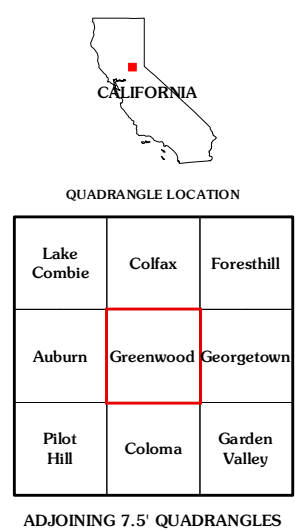 CALIFORNIA
QUADRANGLE LOCATION
Lake
Combie
Colfax
Foresthill
Auburn
Greenwood
Georgetown
Pilot
Hill
Coloma
Garden
Valley
ADJOINING 7.5' QUADRANGLES